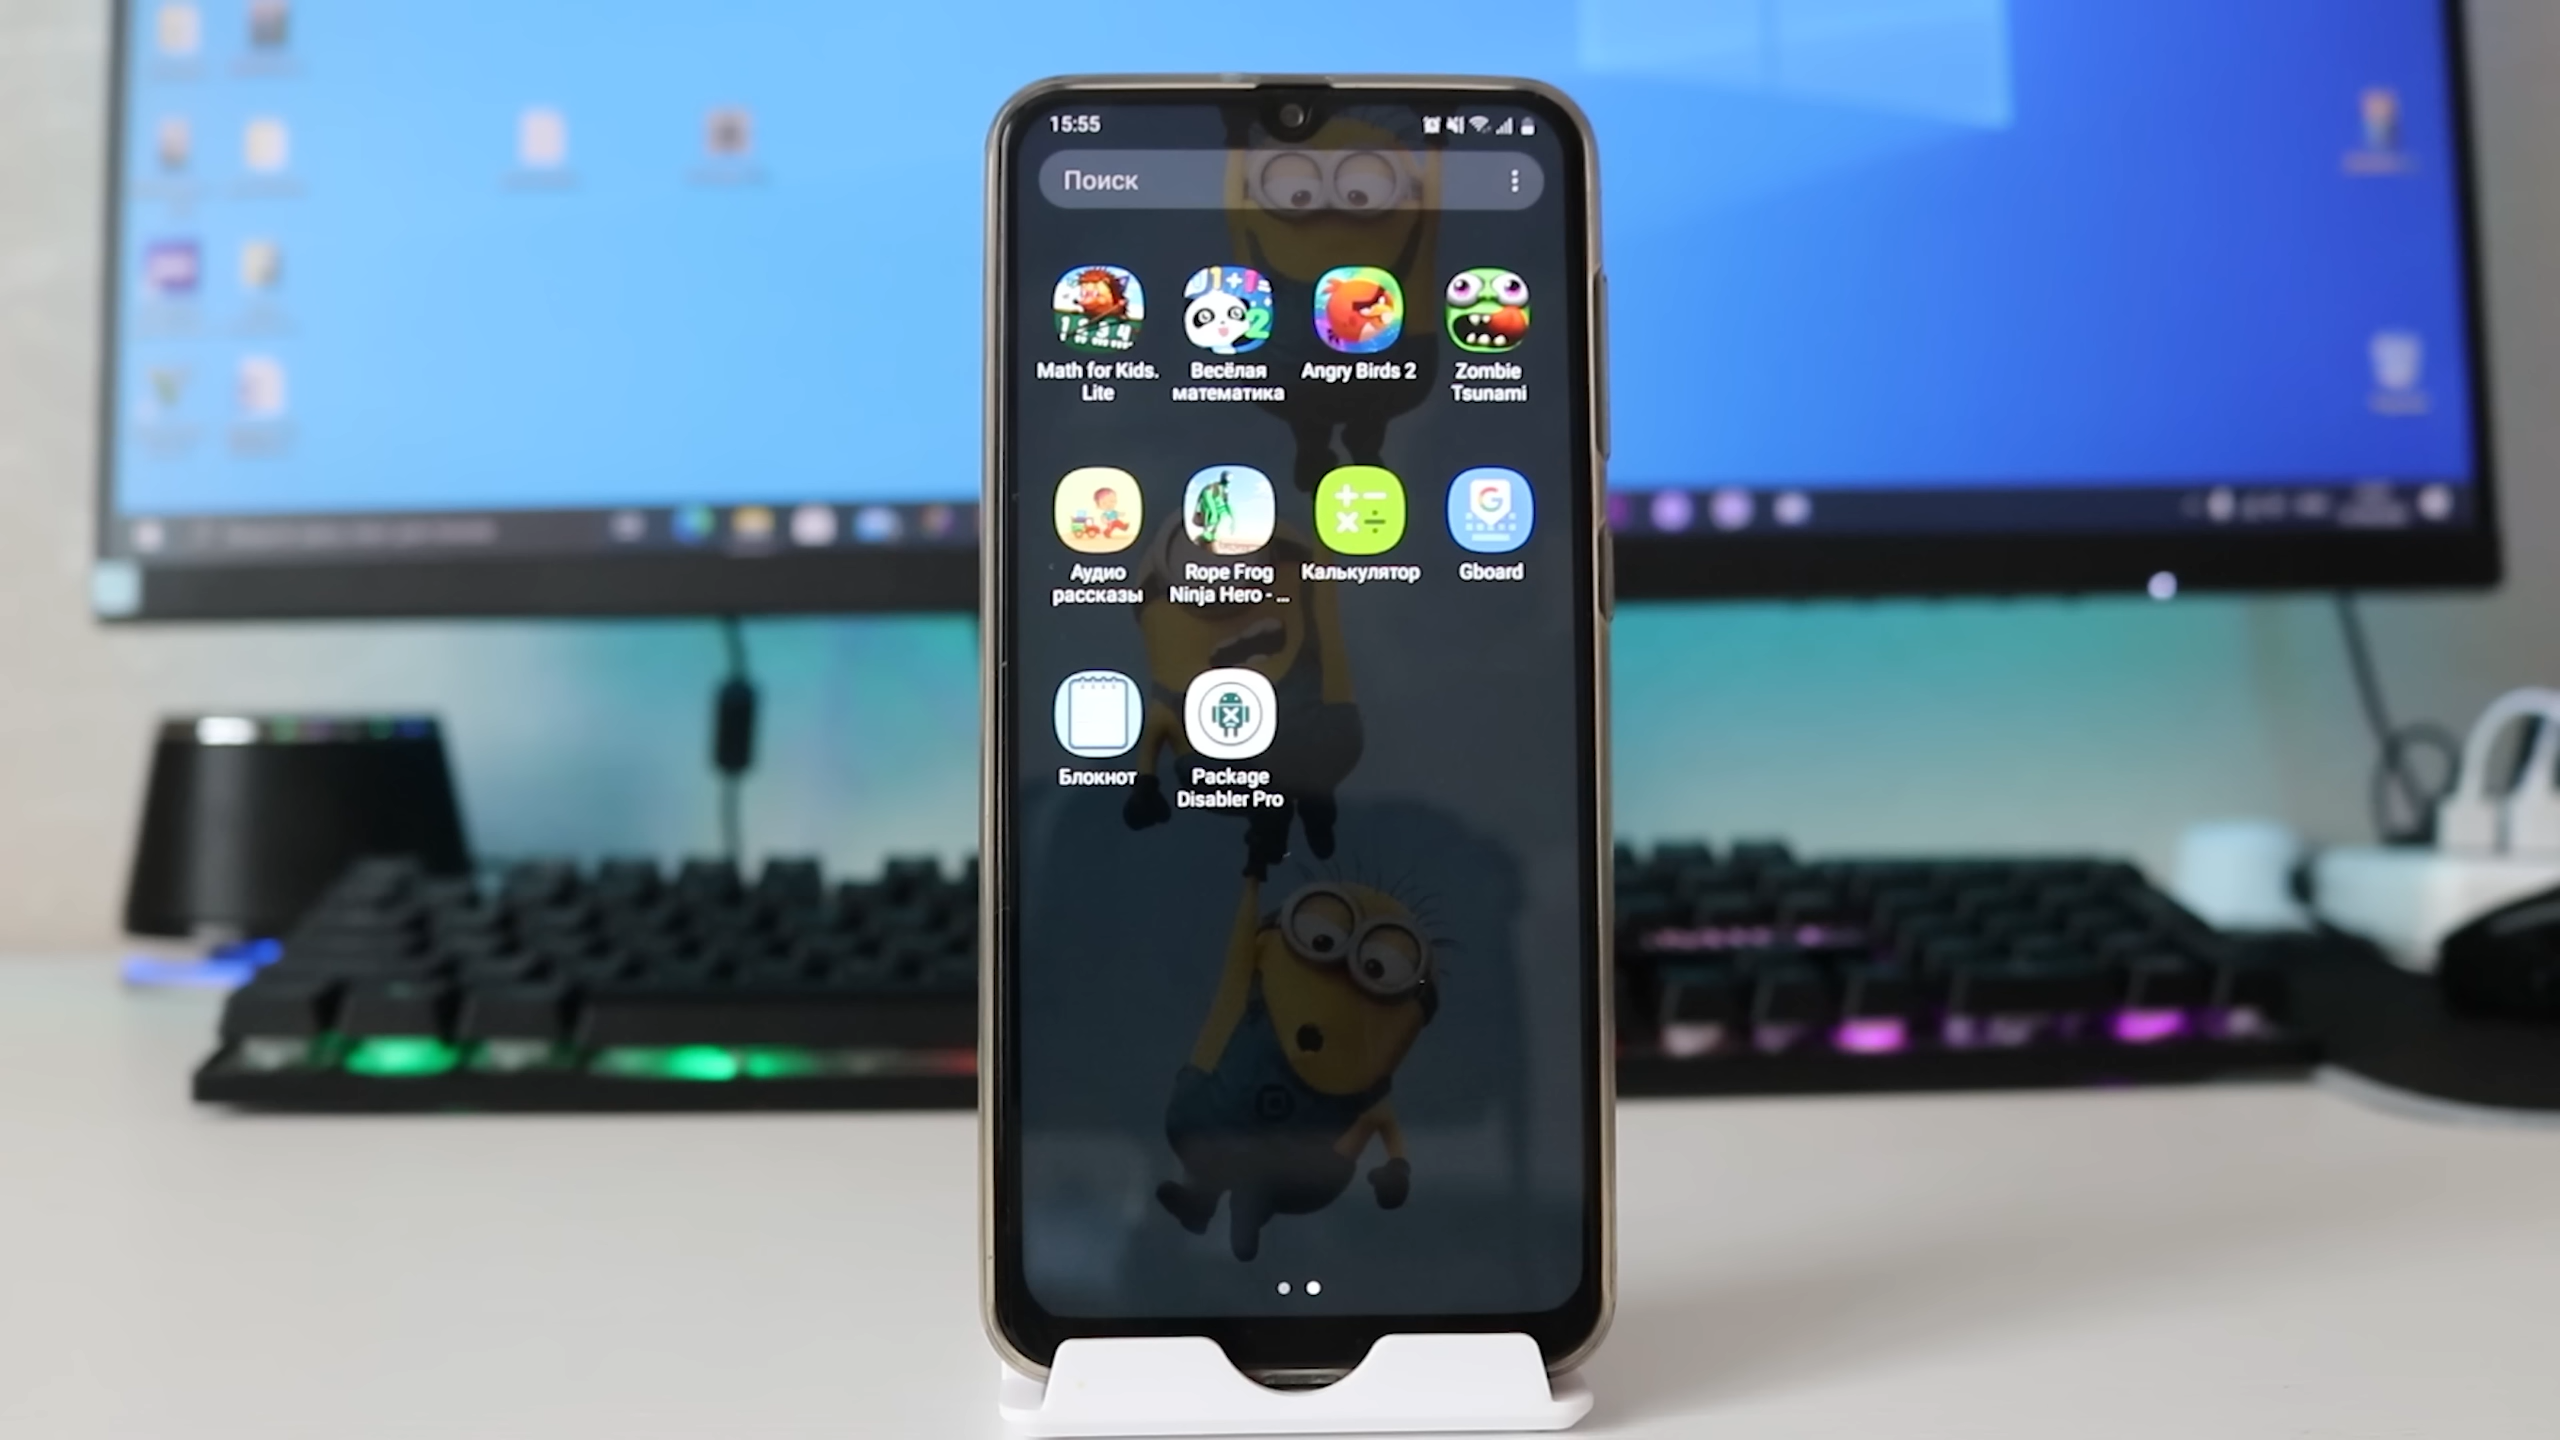 15:55
Поиск
Math for Kids.
Lite
Весёлая
математика
Angry Birds 2
Zombie
Tsunami
Аудио
рассказы
Rope Frog
Ninja Hero - ...
Калькулятор
Gboard
Блокнот
Package
Disabler Pro